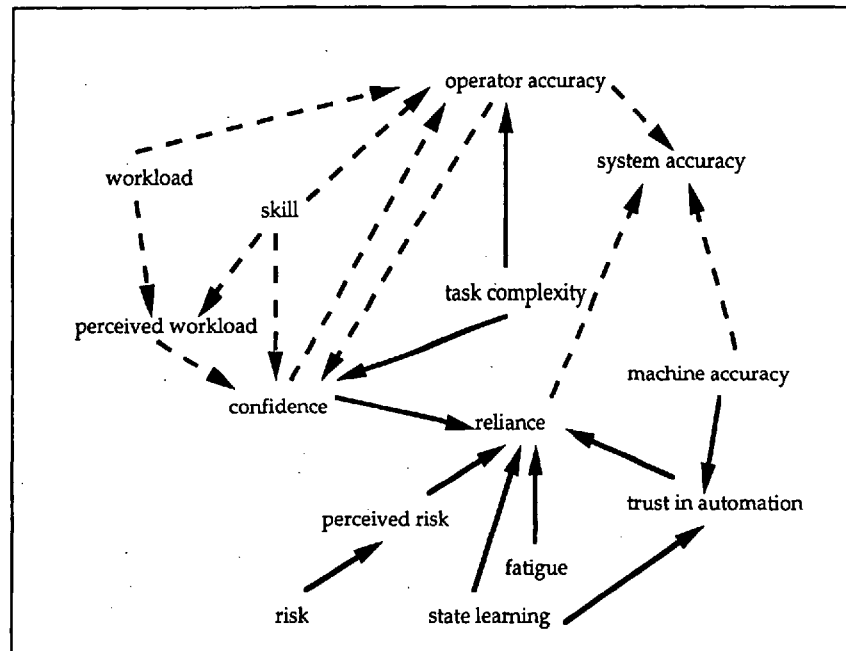 operator accuracy
system accuracy
workload
skill
task complexity
perceived workload
machine accuracy
confidence
reliance
trust in automation
perceived risk
fatigue
risk
state learning